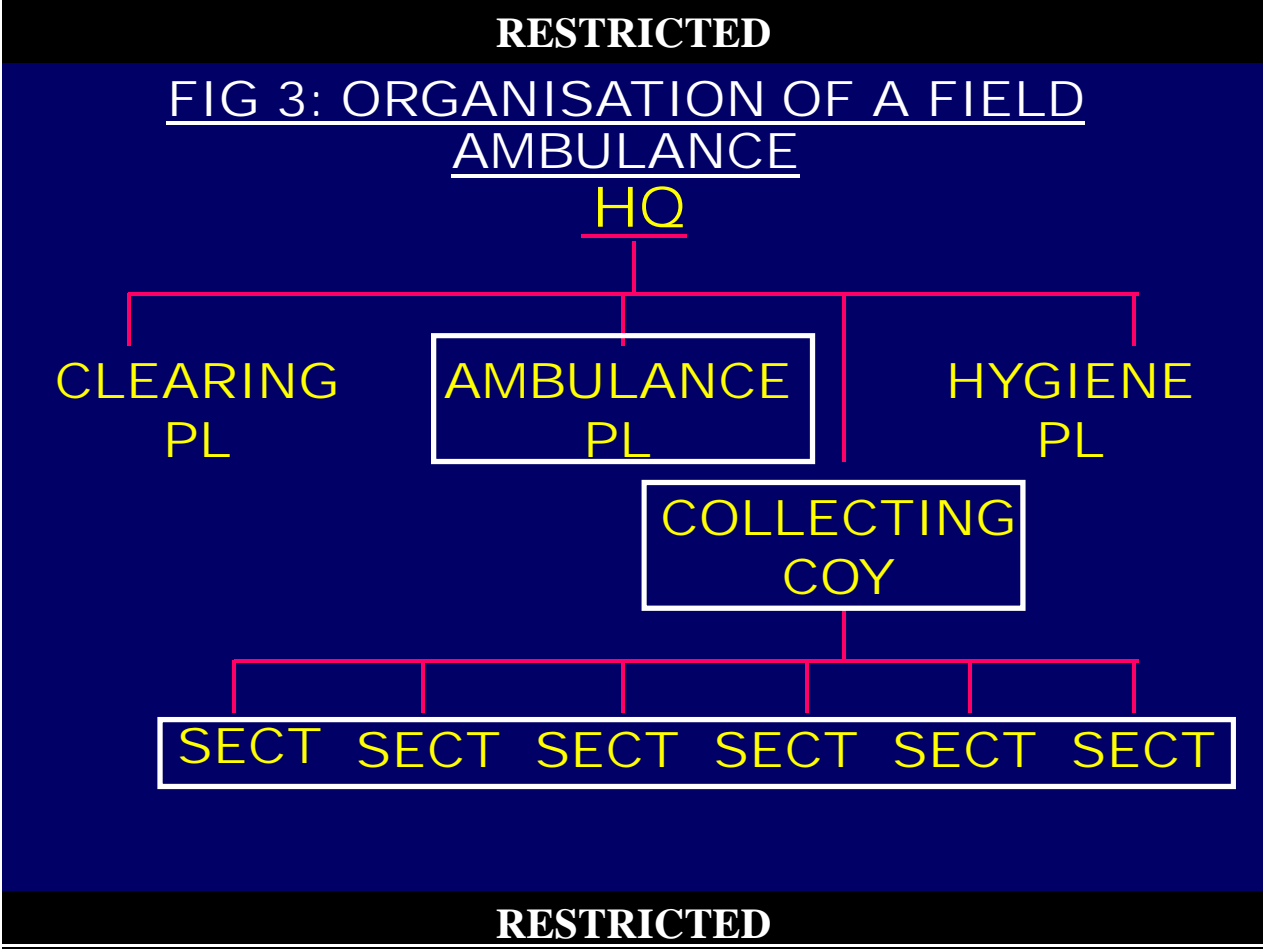 RESTRICTED
FIG 3: ORGANISATION OF A FIELD
AMBULANCE
HQ
CLEARING
PL
AMBULANCE
PL
HYGIENE
PL
COLLECTING
COY
SECT SECT SECT SECT SECT SECT
RESTRICTED